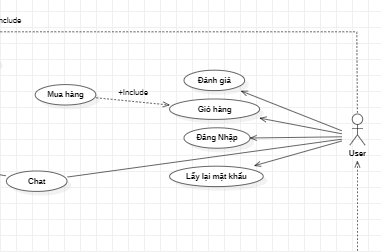 nclude
Đánh giá
Mua hàng
+Include
Giỏ hàng
Đăng Nhập
User
Lấy lại mật khẩu
Chat